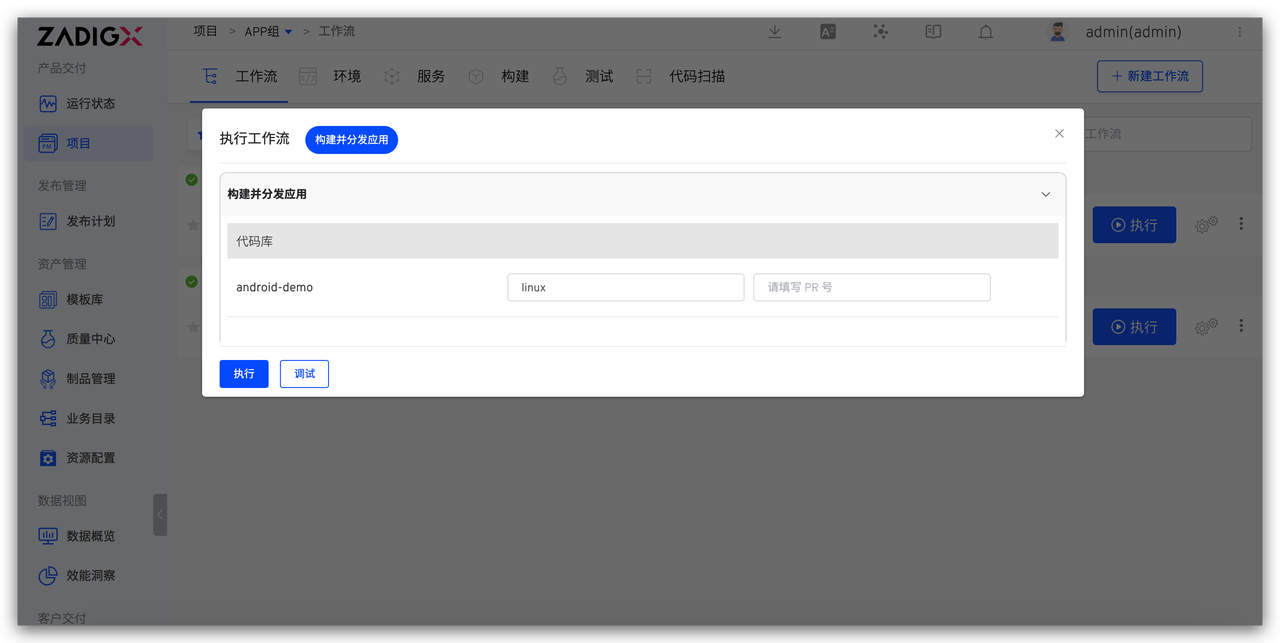 ZADIGX
项目 > APP组 > 工作流
admin(admin)
产品交付
运行状态
项目
发布管理
发布计划
资产管理
模板库
质量中心
制品管理
业务目录
资源配置
数据视图
数据概览
效能洞察
客户交付
工作流 环境 服务 构建 测试 代码扫描
+ 新建工作流
工作流
执行工作流 构建并分发应用
构建并分发应用
代码库
android-demo linux 请填写 PR 号
执行 调试
执行
执行